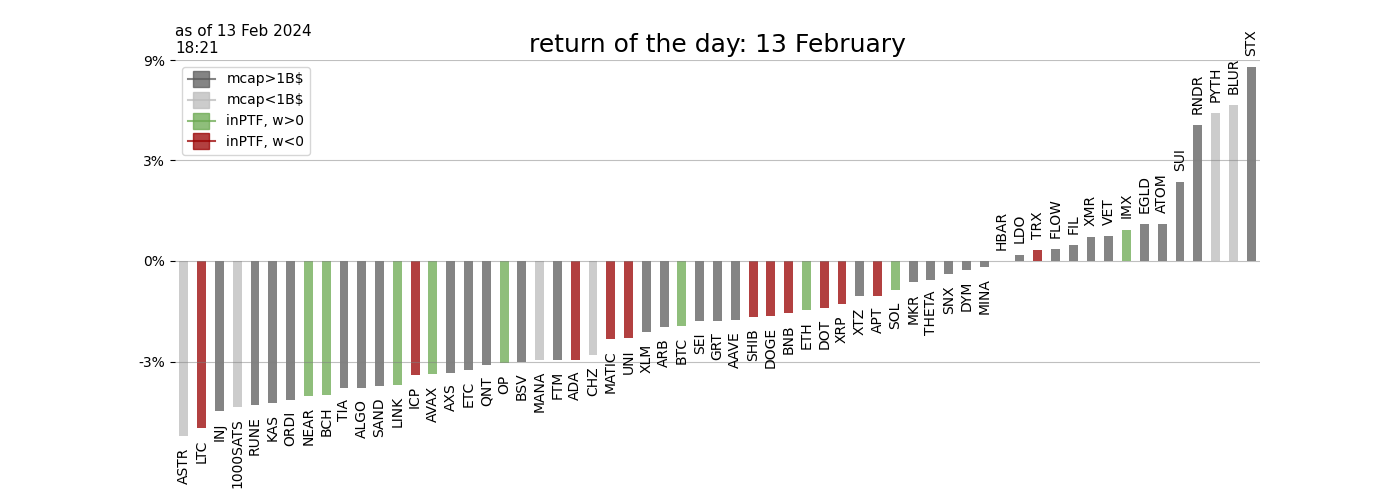 as of 13 Feb 2024
18:21
return of the day: 13 February
9%
3%
0%
-3%
mcap>1B$
mcap<1B$
inPTF, w>0
inPTF, w<0
ASTR
LTC
INJ
1000SATS
RUNE
KAS
ORDI
NEAR
BCH
TIA
ALGO
SAND
LINK
ICP
AVAX
AXS
ETC
QNT
OP
BSV
MANA
FTM
ADA
CHZ
MATIC
UNI
XLM
ARB
BTC
SEI
GRT
AAVE
SHIB
DOGE
BNB
ETH
DOT
XRP
XTZ
APT
SOL
MKR
THETA
SNX
DYM
MINA
HBAR
LDO
TRX
FLOW
FIL
XMR
VET
IMX
EGLD
ATOM
SUI
RNDR
PYTH
BLUR
STX